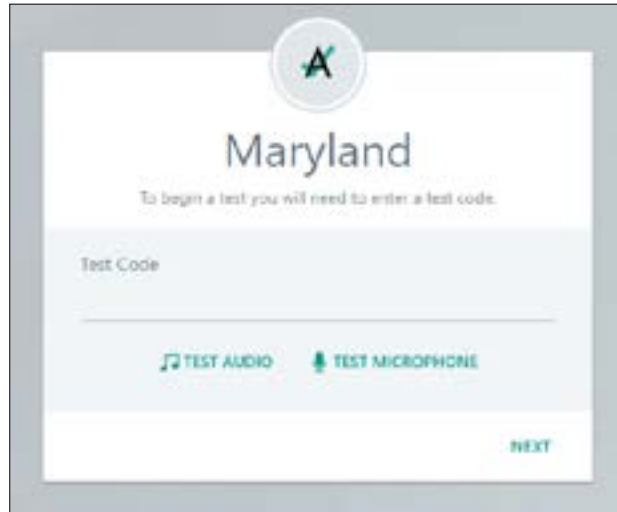 A
Maryland
To begin a test you will need to enter a test code.
Test Code
TEST AUDIO TEST MICROPHONE
NEXT